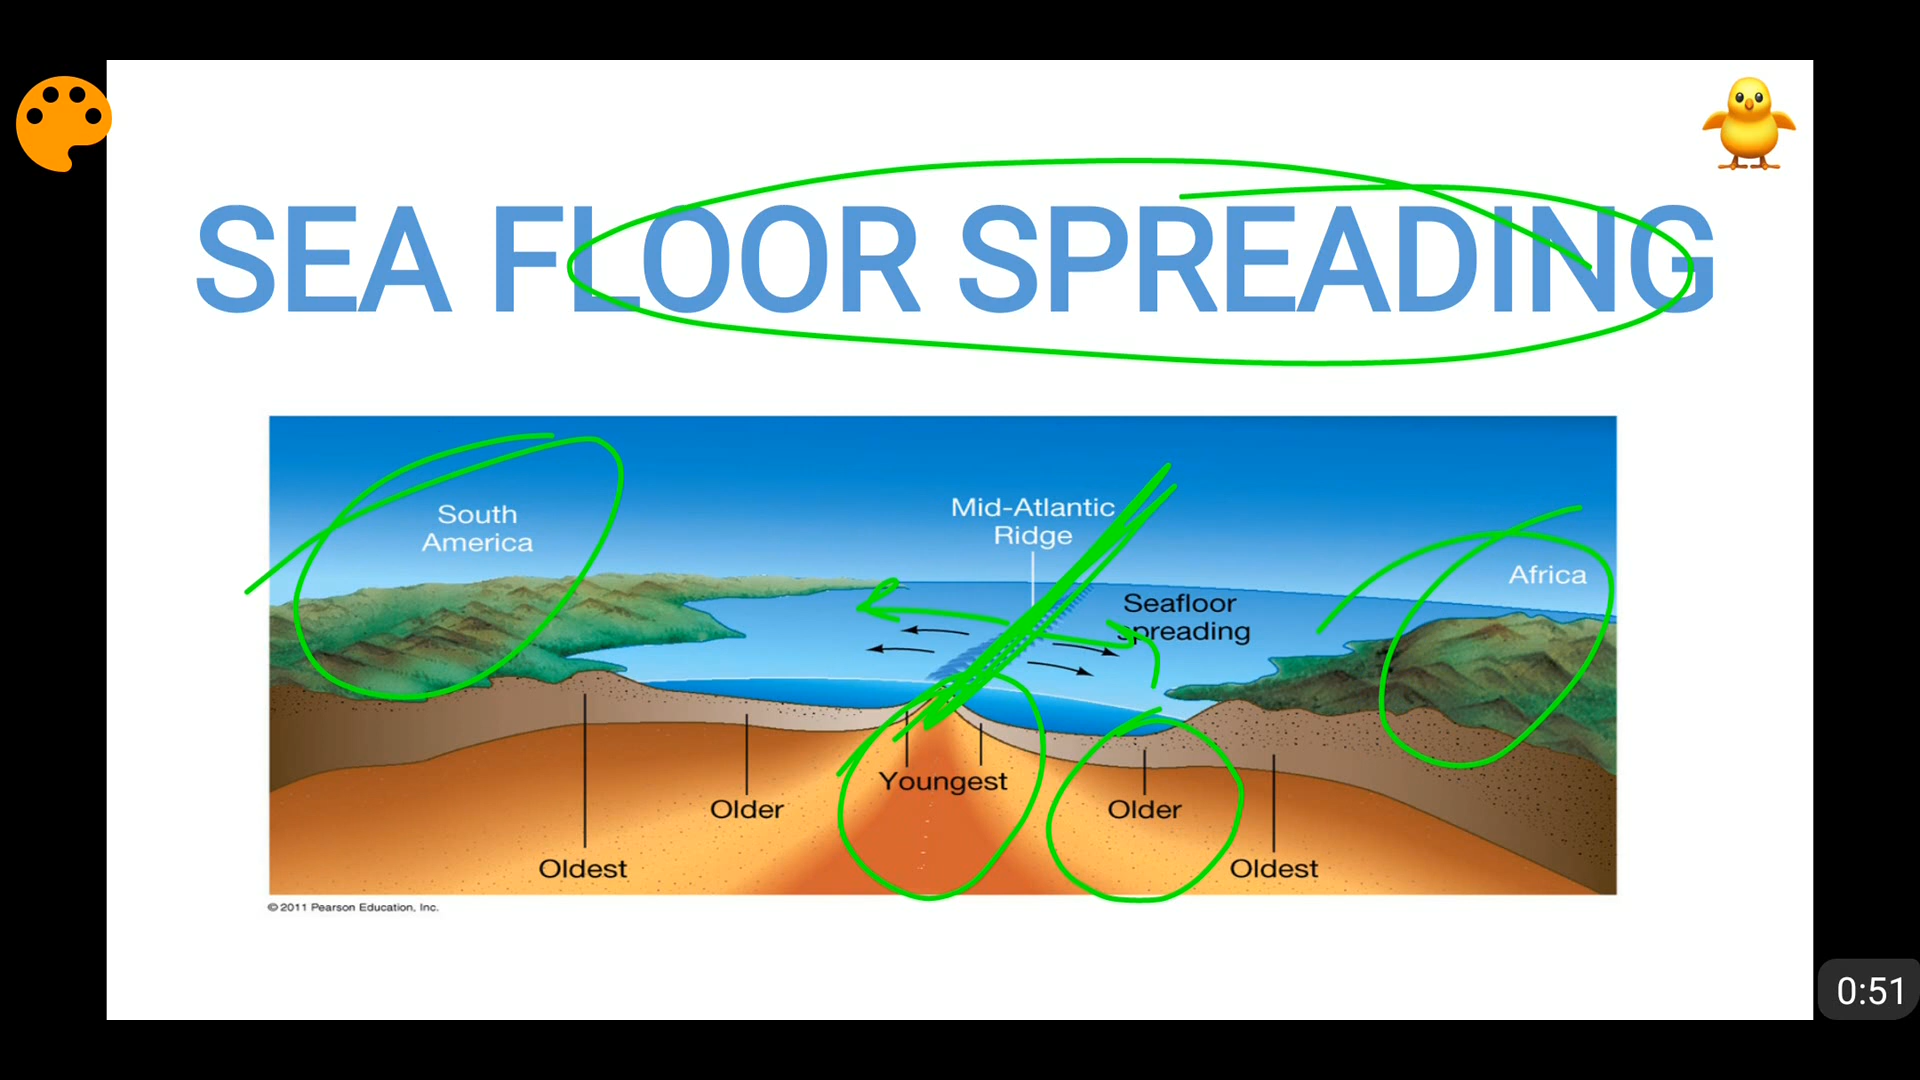 SEA FLOOR SPREADING
South
America
Mid-Atlantic
Ridge
Africa
Seafloor
spreading
Youngest
Older
Older
Oldest
Oldest
© 2011 Pearson Education, Inc.
0:51